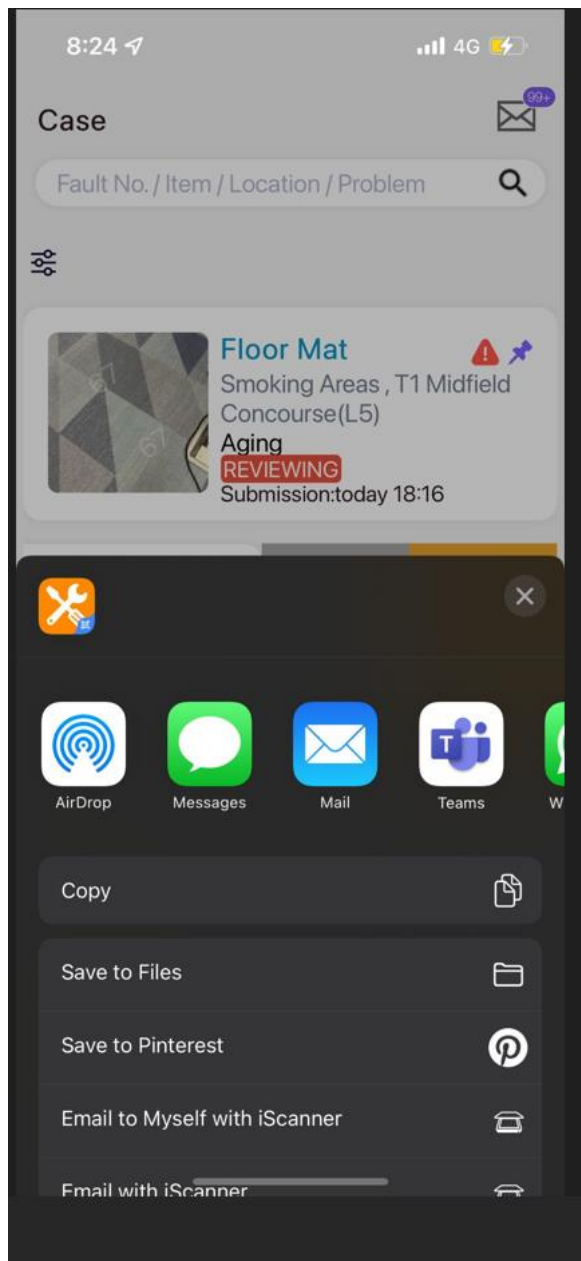 8:24
4G
99+
Case
Fault No. / Item / Location / Problem
Floor Mat
Smoking Areas , T1 Midfield
Concourse(L5)
Aging
REVIEWING
Submission:today 18:16
67
67
AirDrop
Messages
Mail
T
Teams
W
Copy
Save to Files
Save to Pinterest
Email to Myself with iScanner
Email with iScanner